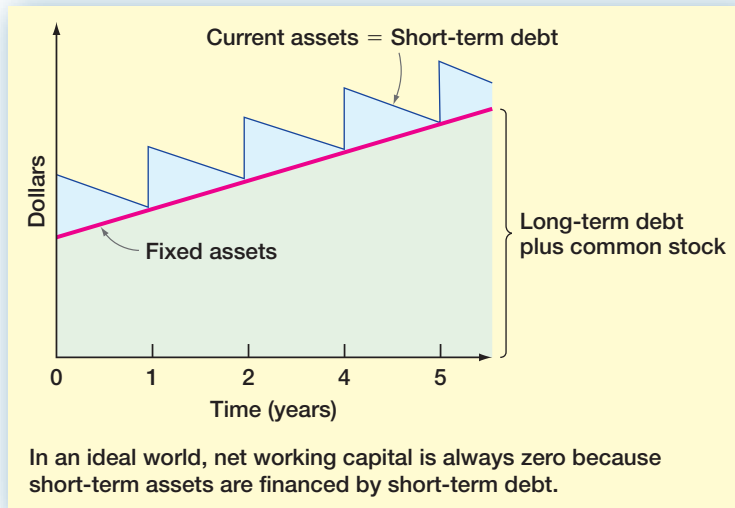 Current assets = Short-term debt
Dollars
Fixed assets
Long-term debt
plus common stock
0 1 2 4 5
Time (years)
In an ideal world, net working capital is always zero because
short-term assets are financed by short-term debt.